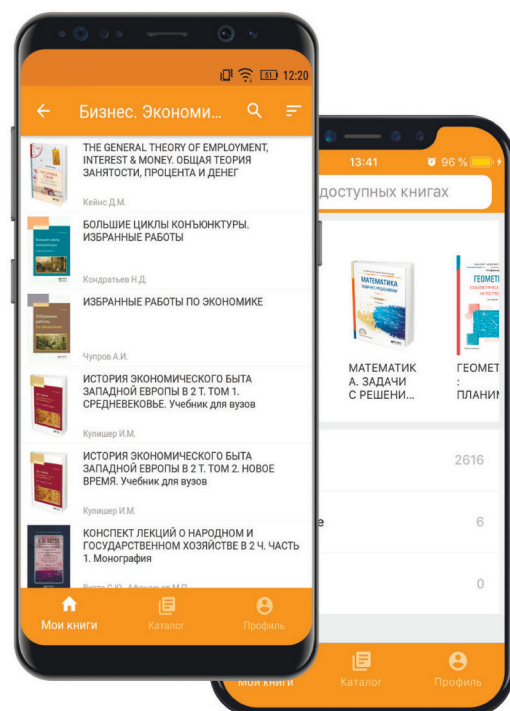 51 12:20
Бизнес. Экономи...
THE GENERAL THEORY OF EMPLOYMENT,
INTEREST & MONEY. ОБЩАЯ ТЕОРИЯ
ЗАНЯТОСТИ, ПРОЦЕНТА И ДЕНЕГ
Кейнс Д.М.
БОЛЬШИЕ ЦИКЛЫ КОНЪЮНКТУРЫ.
ИЗБРАННЫЕ РАБОТЫ
Кондратьев Н.Д.
ИЗБРАННЫЕ РАБОТЫ ПО ЭКОНОМИКЕ
Чупров А.И.
ИСТОРИЯ ЭКОНОМИЧЕСКОГО БЫТА
ЗАПАДНОЙ ЕВРОПЫ В 2 Т. ТОМ 1.
СРЕДНЕВЕКОВЬЕ. Учебник для вузов
Кулишер И.М.
ИСТОРИЯ ЭКОНОМИЧЕСКОГО БЫТА
ЗАПАДНОЙ ЕВРОПЫ В 2 Т. ТОМ 2. НОВОЕ
ВРЕМЯ. Учебник для вузов
Кулишер И.М.
КОНСПЕКТ ЛЕКЦИЙ О НАРОДНОМ И
ГОСУДАРСТВЕННОМ ХОЗЯЙСТВЕ В 2 Ч. ЧАСТЬ
1. Монография
Мои книги
Каталог
Профиль
13:41
96 %
доступных книгах
МАТЕМАТИКА
ГЕОМЕТ
МАТЕМАТИК
А. ЗАДАЧИ
С РЕШЕНИ...
ГЕОМЕТ
:
ПЛАНИМ
2616
е
6
0
Мои книги
Каталог
Профиль